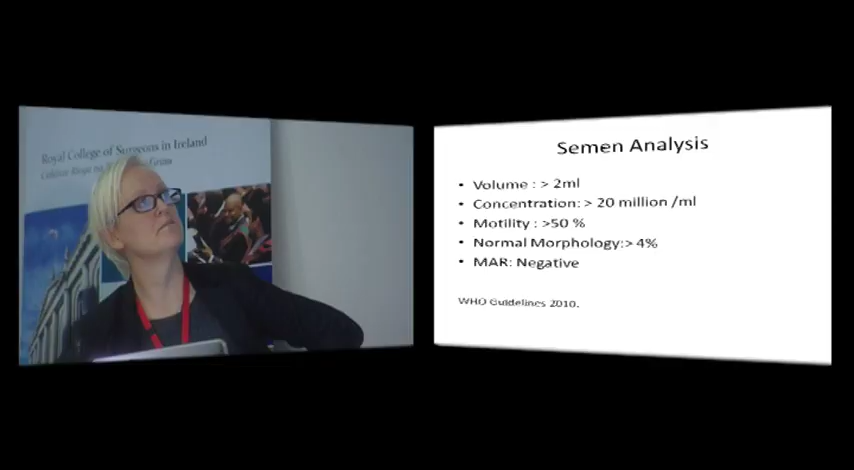 Royal College of Surgeons in Ireland
Semen Analysis
• Volume : > 2ml
• Concentration: > 20 million /ml
• Motility : >50 %
• Normal Morphology:> 4%
• MAR: Negative
WHO Guidelines 2010.